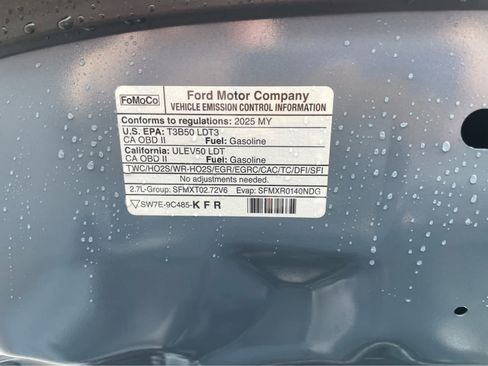 FoMoCo
Ford Motor Company
VEHICLE EMISSION CONTROL INFORMATION
Conforms to regulations: 2025 MY
U.S. EPA: T3B50 LDT3
CA OBD II Fuel: Gasoline
California: ULEV50 LDT
CA OBD II Fuel: Gasoline
TWC/HO2S/WR-HO2S/EGR/EGRC/CAC/TC/DFI/SFI
No adjustments needed.
2.7L-Group: SFMXT02.72V6 Evap: SFMXR0140NDG
SW7E-9C485-KFR